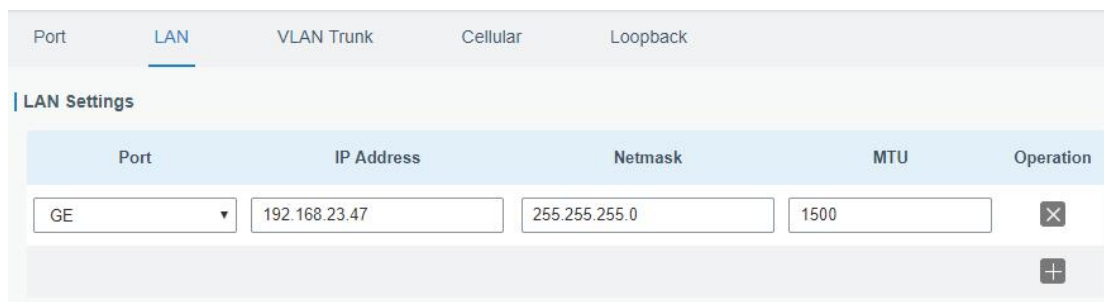 Port LAN VLAN Trunk Cellular Loopback
LAN Settings
Port IP Address Netmask MTU Operation
GE 192.168.23.47 255.255.255.0 1500